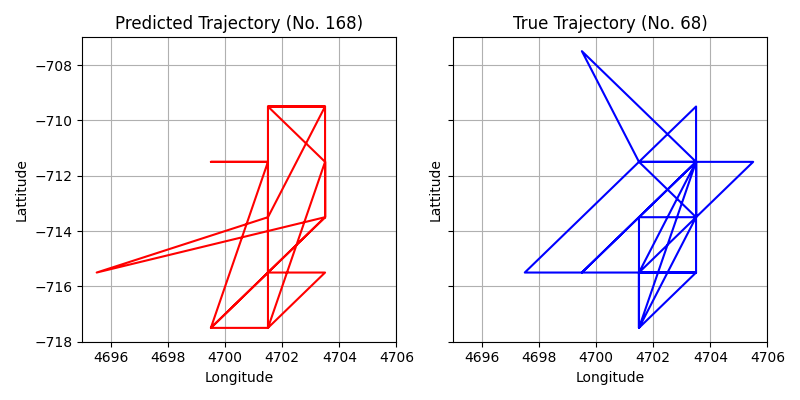 Predicted Trajectory (No. 168)
True Trajectory (No. 68)
−708
−710
−712
−714
−716
−718
Lattitude
Lattitude
4696 4698 4700 4702 4704 4706
4696 4698 4700 4702 4704 4706
Longitude
Longitude